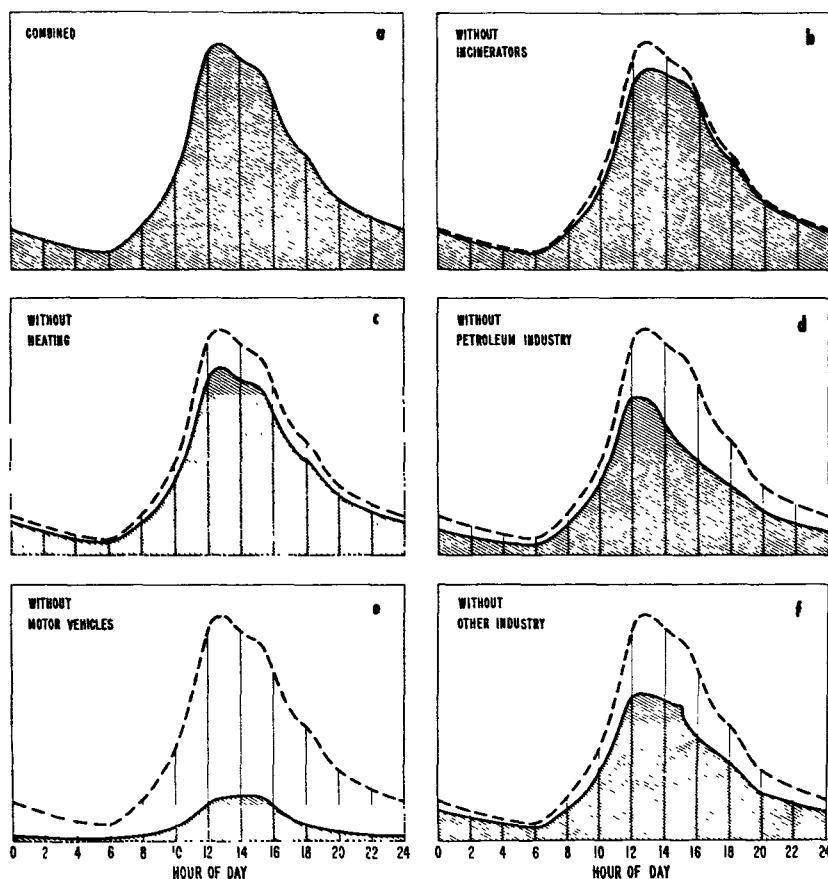 COMBINED
a
WITHOUT
INCINERATORS
b
WITHOUT
HEATING
c
WITHOUT
PETROLEUM INDUSTRY
d
WITHOUT
MOTOR VEHICLES
e
WITHOUT
OTHER INDUSTRY
f
0 2 4 6 8 10 12 14 16 18 20 22 24
HOUR OF DAY
0 2 4 6 8 10 12 14 16 18 20 22 24
HOUR OF DAY